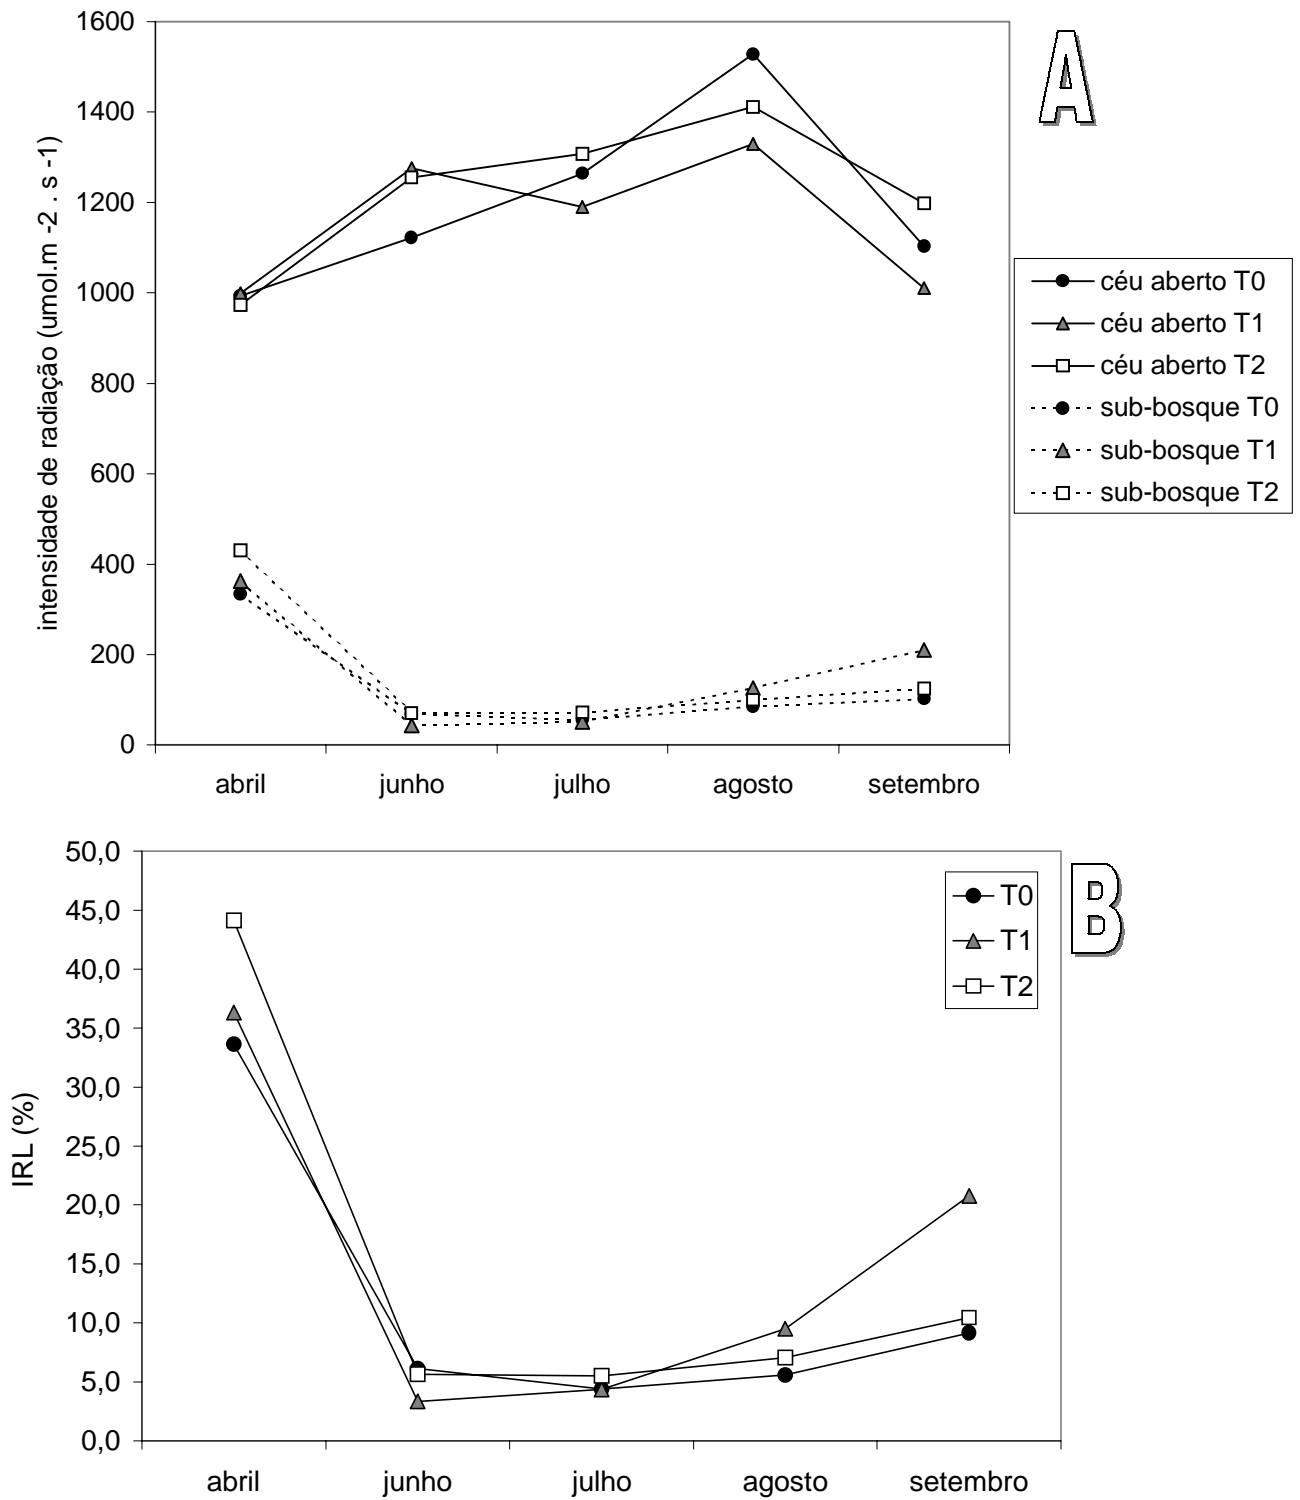 A
1600
1400
1200
1000
800
600
400
200
0
intensidade de radiação (umol.m -2 . s -1)
abril junho julho agosto setembro
céu aberto T0
céu aberto T1
céu aberto T2
sub-bosque T0
sub-bosque T1
sub-bosque T2
B
50,0
45,0
40,0
35,0
30,0
25,0
20,0
15,0
10,0
5,0
0,0
IRL (%)
abril junho julho agosto setembro
T0
T1
T2